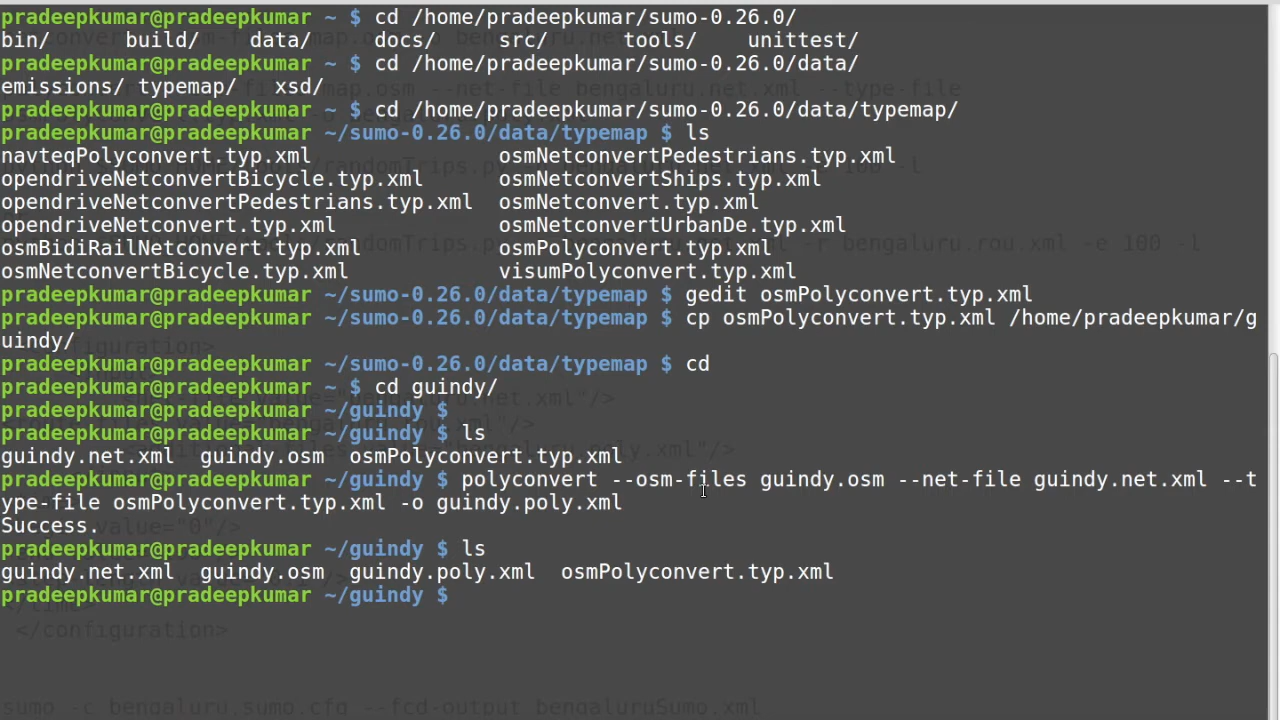 pradeepkumar@pradeepkumar ~ $ cd /home/pradeepkumar/sumo-0.26.0/
bin/ build/ data/ docs/ src/ tools/ unittest/
pradeepkumar@pradeepkumar ~ $ cd /home/pradeepkumar/sumo-0.26.0/data/
emissions/ typemap/ xsd/
pradeepkumar@pradeepkumar ~ $ cd /home/pradeepkumar/sumo-0.26.0/data/typemap/
pradeepkumar@pradeepkumar ~/sumo-0.26.0/data/typemap $ ls
navteqPolyconvert.typ.xml osmNetconvertPedestrians.typ.xml
opendriveNetconvertBicycle.typ.xml osmNetconvertShips.typ.xml
opendriveNetconvertPedestrians.typ.xml osmNetconvert.typ.xml
opendriveNetconvert.typ.xml osmNetconvertUrbanDe.typ.xml
osmBidiRailNetconvert.typ.xml osmPolyconvert.typ.xml
osmNetconvertBicycle.typ.xml visumPolyconvert.typ.xml
pradeepkumar@pradeepkumar ~/sumo-0.26.0/data/typemap $ gedit osmPolyconvert.typ.xml
pradeepkumar@pradeepkumar ~/sumo-0.26.0/data/typemap $ cp osmPolyconvert.typ.xml /home/pradeepkumar/g
uindy/
pradeepkumar@pradeepkumar ~/sumo-0.26.0/data/typemap $ cd
pradeepkumar@pradeepkumar ~ $ cd guindy/
pradeepkumar@pradeepkumar ~/guindy $
pradeepkumar@pradeepkumar ~/guindy $ ls
guindy.net.xml guindy.osm osmPolyconvert.typ.xml
pradeepkumar@pradeepkumar ~/guindy $ polyconvert --osm-files guindy.osm --net-file guindy.net.xml --t
ype-file osmPolyconvert.typ.xml -o guindy.poly.xml
Success.
pradeepkumar@pradeepkumar ~/guindy $ ls
guindy.net.xml guindy.osm guindy.poly.xml osmPolyconvert.typ.xml
pradeepkumar@pradeepkumar ~/guindy $
</configuration>
sumo -c bengaluru.sumo.cfg --fcd-output bengaluruSumo.xml